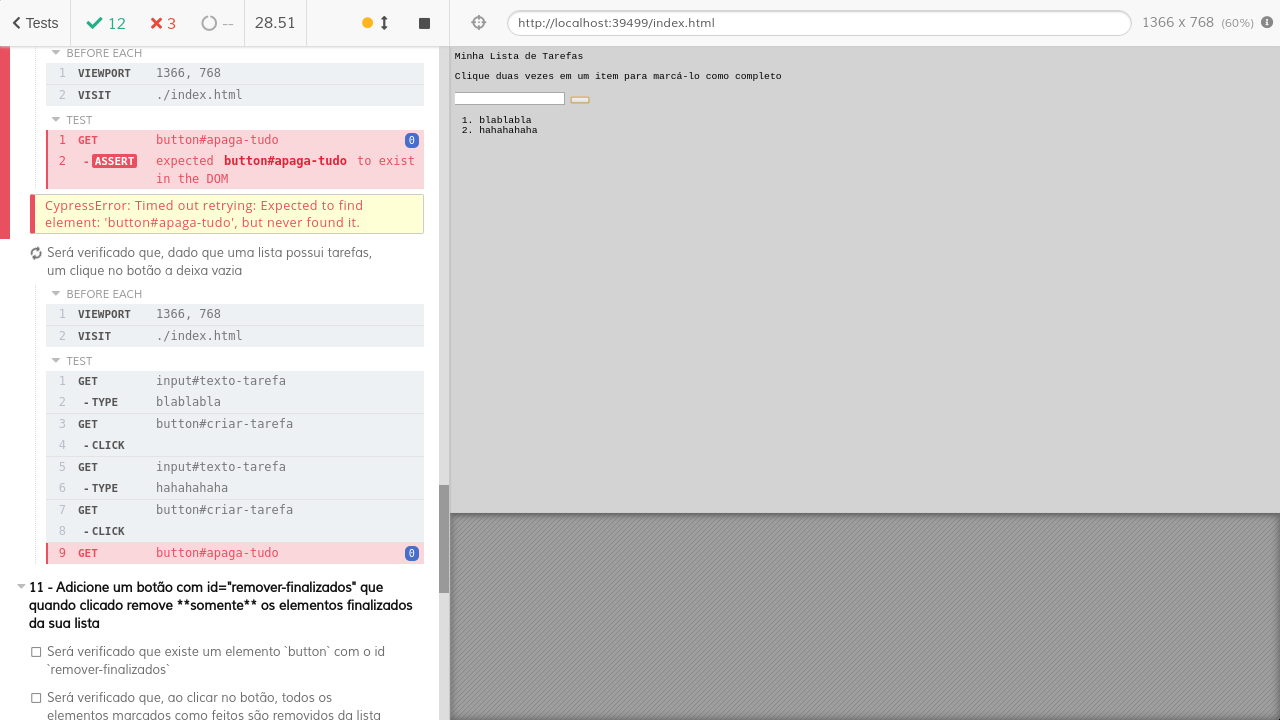 Tests 12 3 -- 28.51
http://localhost:39499/index.html 1366 x 768 (60%)
BEFORE EACH
1 VIEWPORT 1366, 768
2 VISIT ./index.html
TEST
1 GET button#apaga-tudo 0
2 -ASSERT expected button#apaga-tudo to exist
in the DOM
CypressError: Timed out retrying: Expected to find
element: 'button#apaga-tudo', but never found it.
Será verificado que, dado que uma lista possui tarefas,
um clique no botão a deixa vazia
BEFORE EACH
1 VIEWPORT 1366, 768
2 VISIT ./index.html
TEST
1 GET input#texto-tarefa
2 -TYPE blablabla
3 GET button#criar-tarefa
4 -CLICK
5 GET input#texto-tarefa
6 -TYPE hahahahaha
7 GET button#criar-tarefa
8 -CLICK
9 GET button#apaga-tudo 0
11 - Adicione um botão com id="remover-finalizados" que
quando clicado remove **somente** os elementos finalizados
da sua lista
Será verificado que existe um elemento `button` com o id
`remover-finalizados`
Será verificado que, ao clicar no botão, todos os
elementos marcados como feitos são removidos da lista
Minha Lista de Tarefas
Clique duas vezes em um item para marcá-lo como completo
1. blablabla
2. hahahahaha